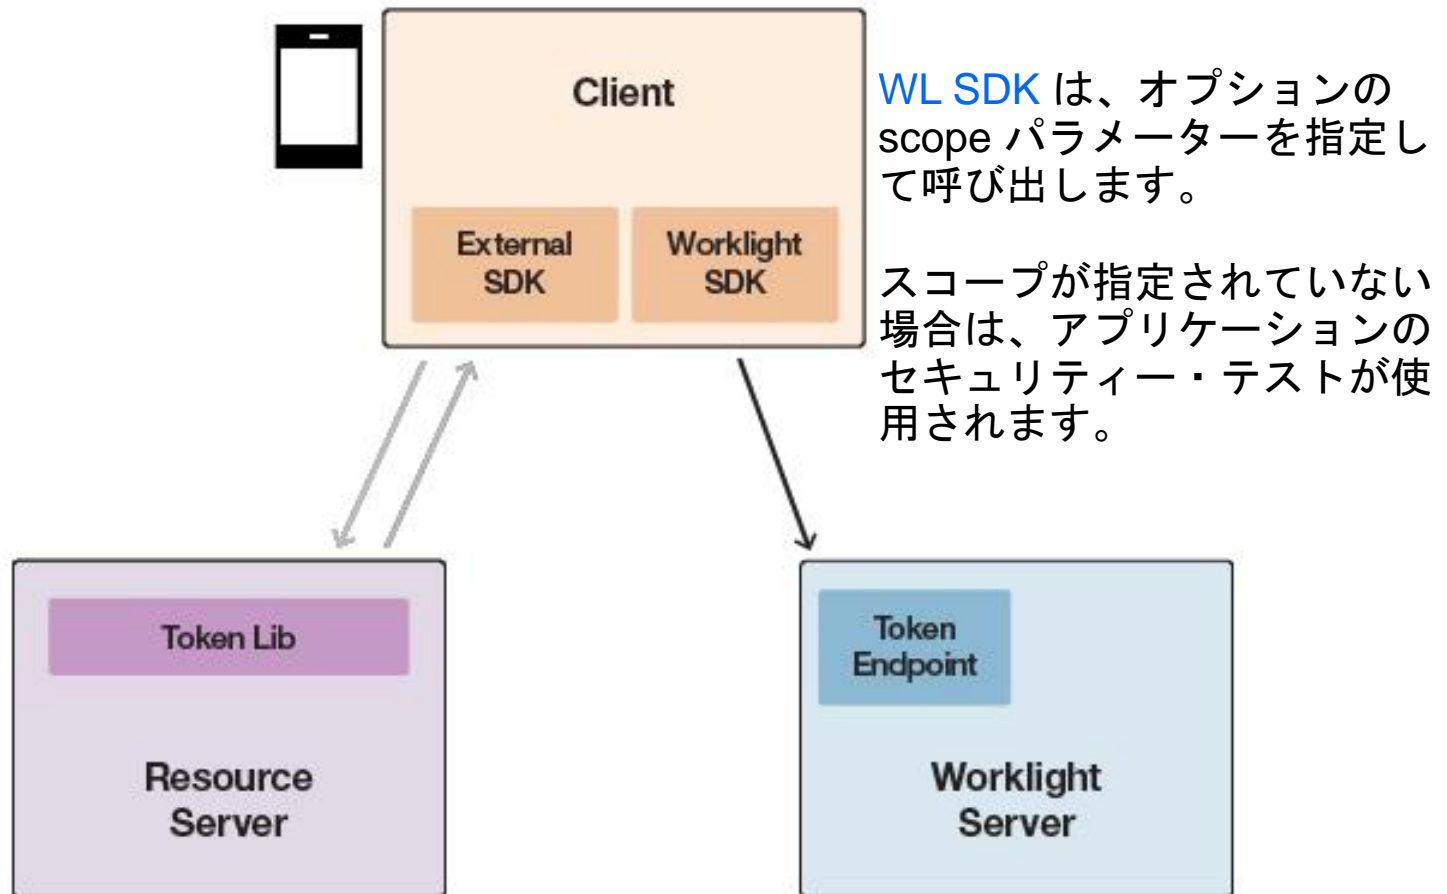 Client
External
SDK
Worklight
SDK
WL SDK は、オプションの
scope パラメーターを指定し
て呼び出します。
スコープが指定されていない
場合は、アプリケーションの
セキュリティー・テストが使
用されます。
Token Lib
Resource
Server
Token
Endpoint
Worklight
Server